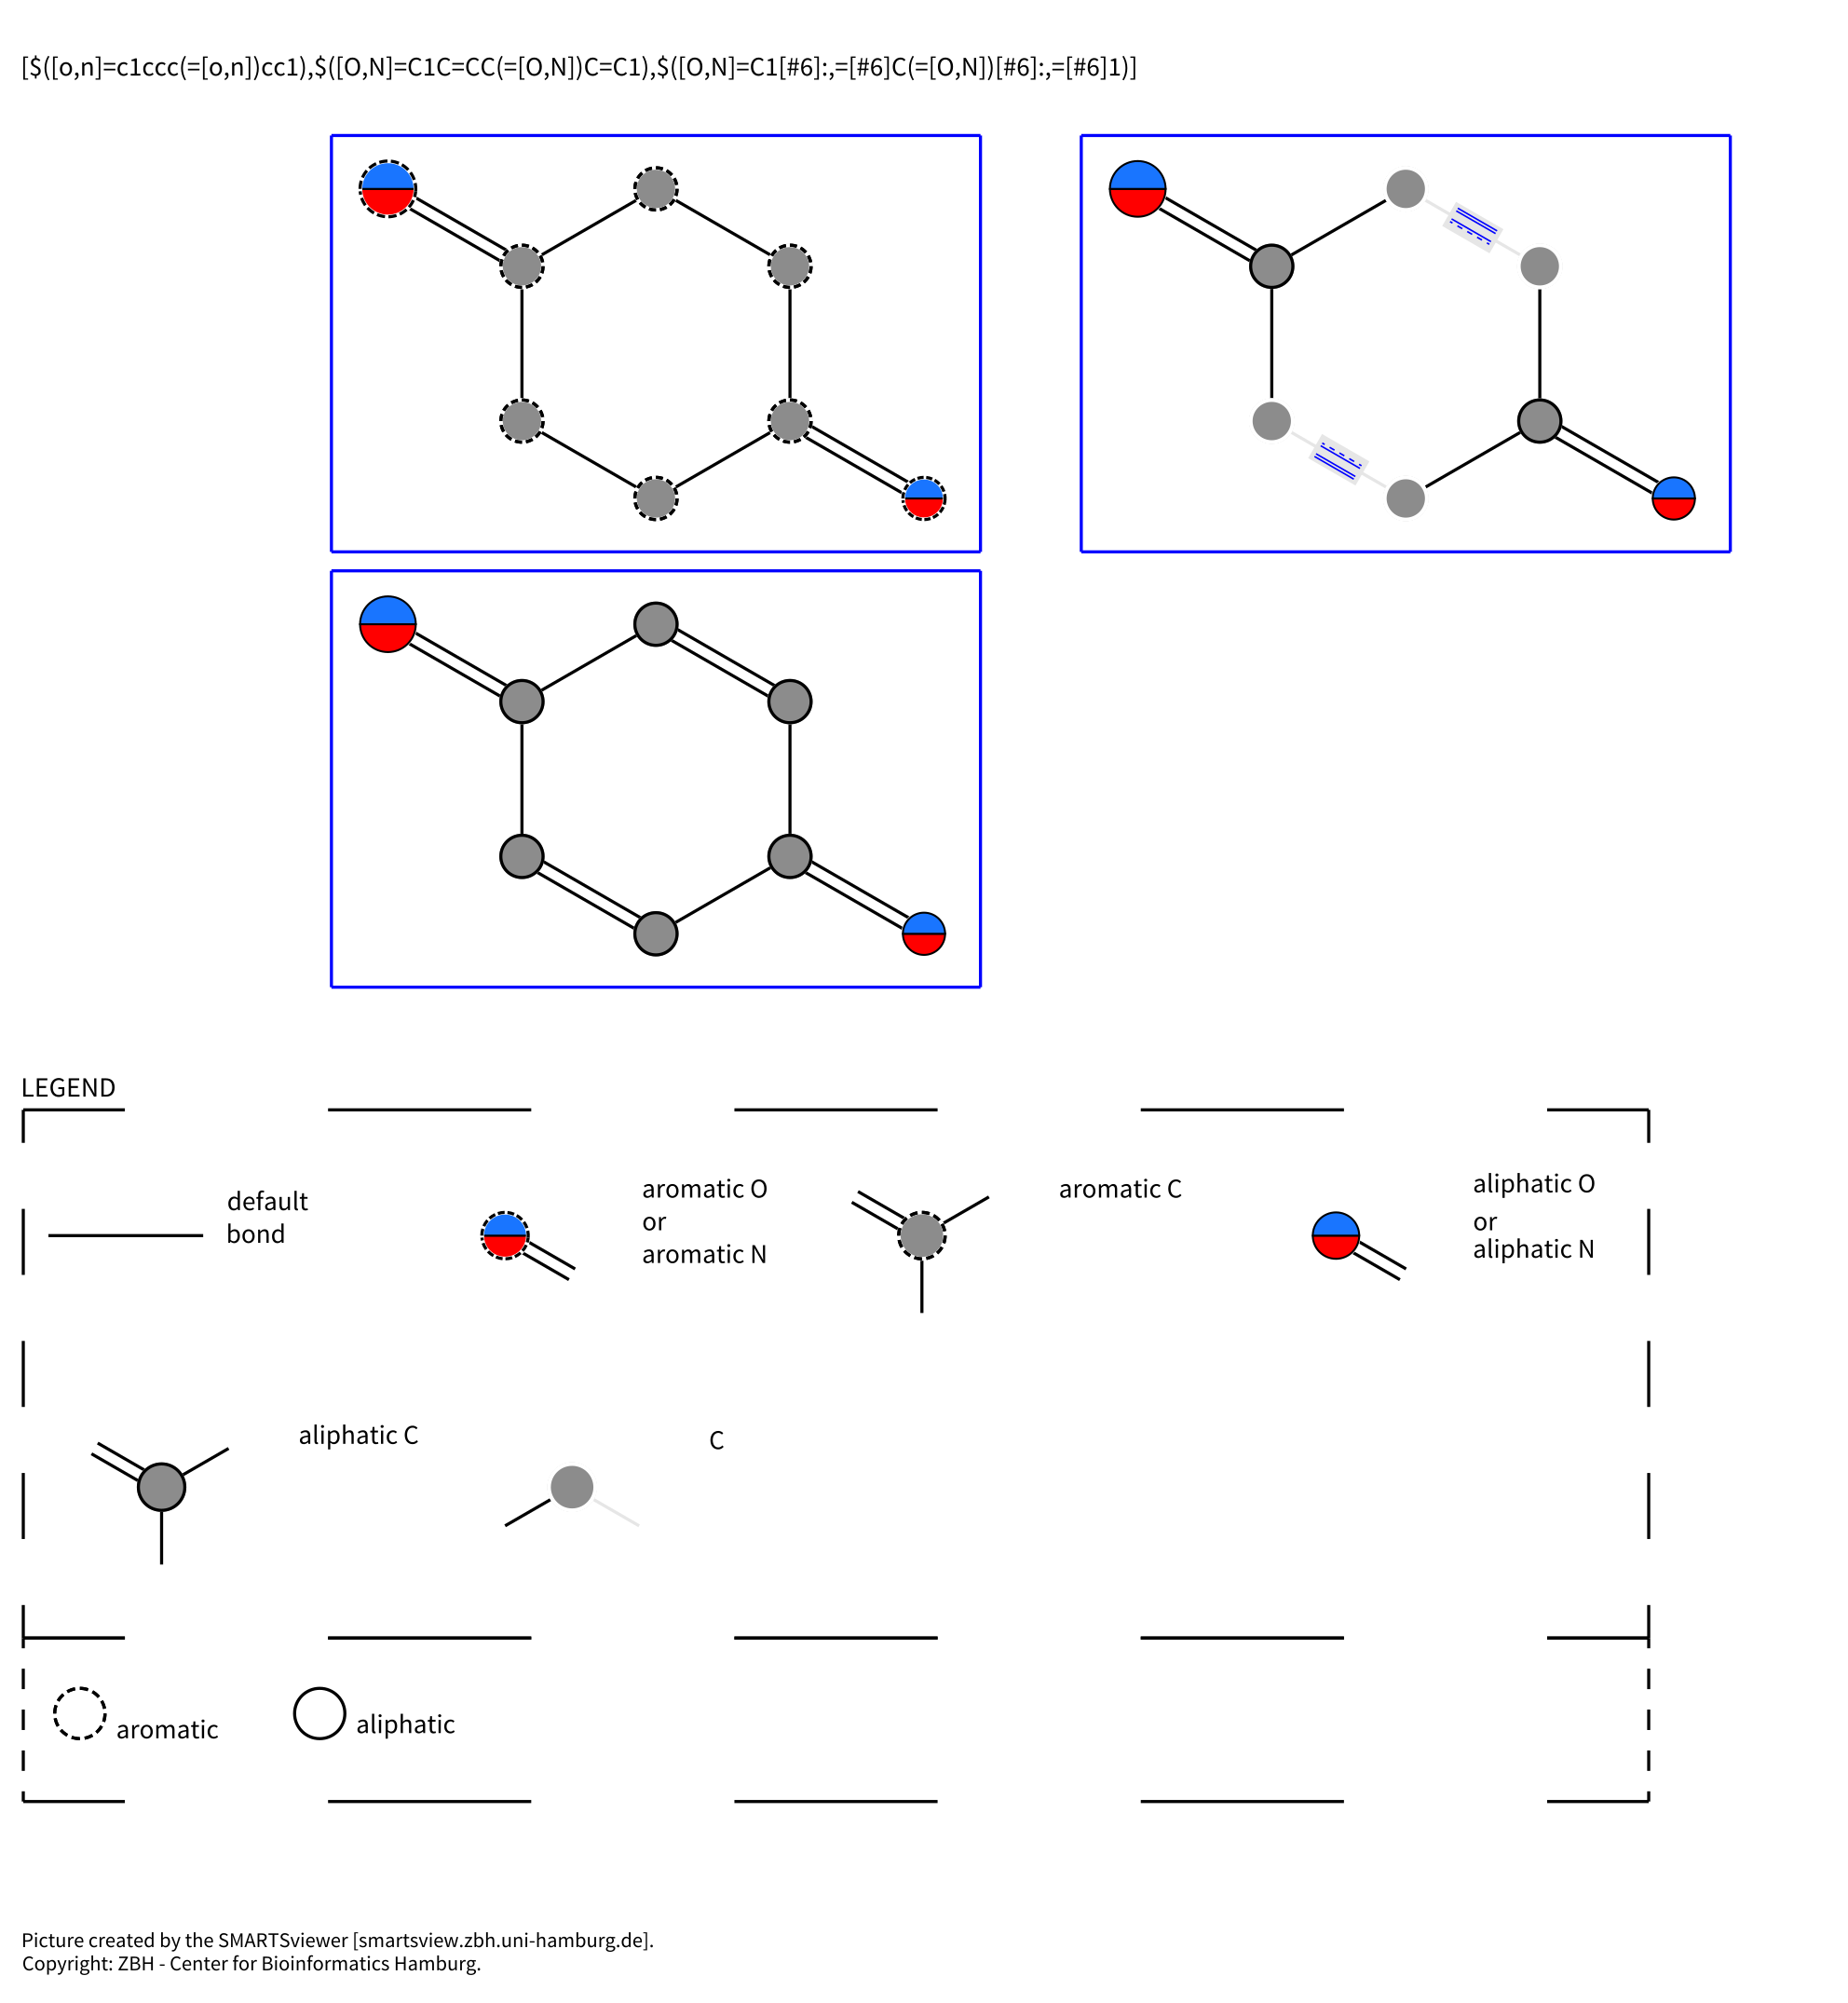 [$([o,n]=c1ccc(=[o,n])cc1),$([O,N]=C1C=CC(=[O,N])C=C1),$([O,N]=C1[#6]:,=[#6]C(=[O,N])[#6]:,=[#6]1)]
LEGEND
default
bond
aromatic O
or
aromatic N
aromatic C
aliphatic O
or
aliphatic N
aliphatic C
C
aromatic
aliphatic
Picture created by the SMARTSviewer [smartsview.zbh.uni-hamburg.de].
Copyright: ZBH - Center for Bioinformatics Hamburg.